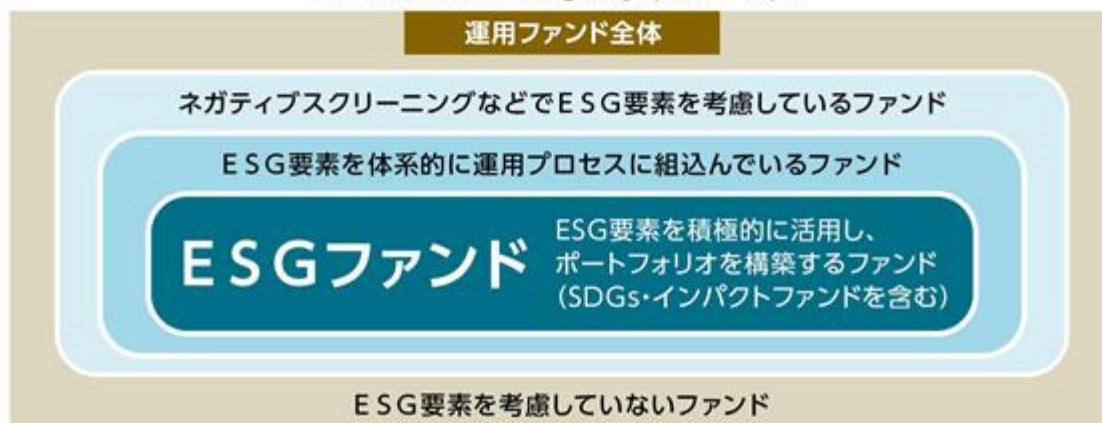 運用ファンド全体
ネガティブスクリーニングなどでESG要素を考慮しているファンド
ESG要素を体系的に運用プロセスに組込んでいるファンド
ESGファンド
ESG要素を積極的に活用し、
ポートフォリオを構築するファンド
(SDGs・インパクトファンドを含む)
ESG要素を考慮していないファンド